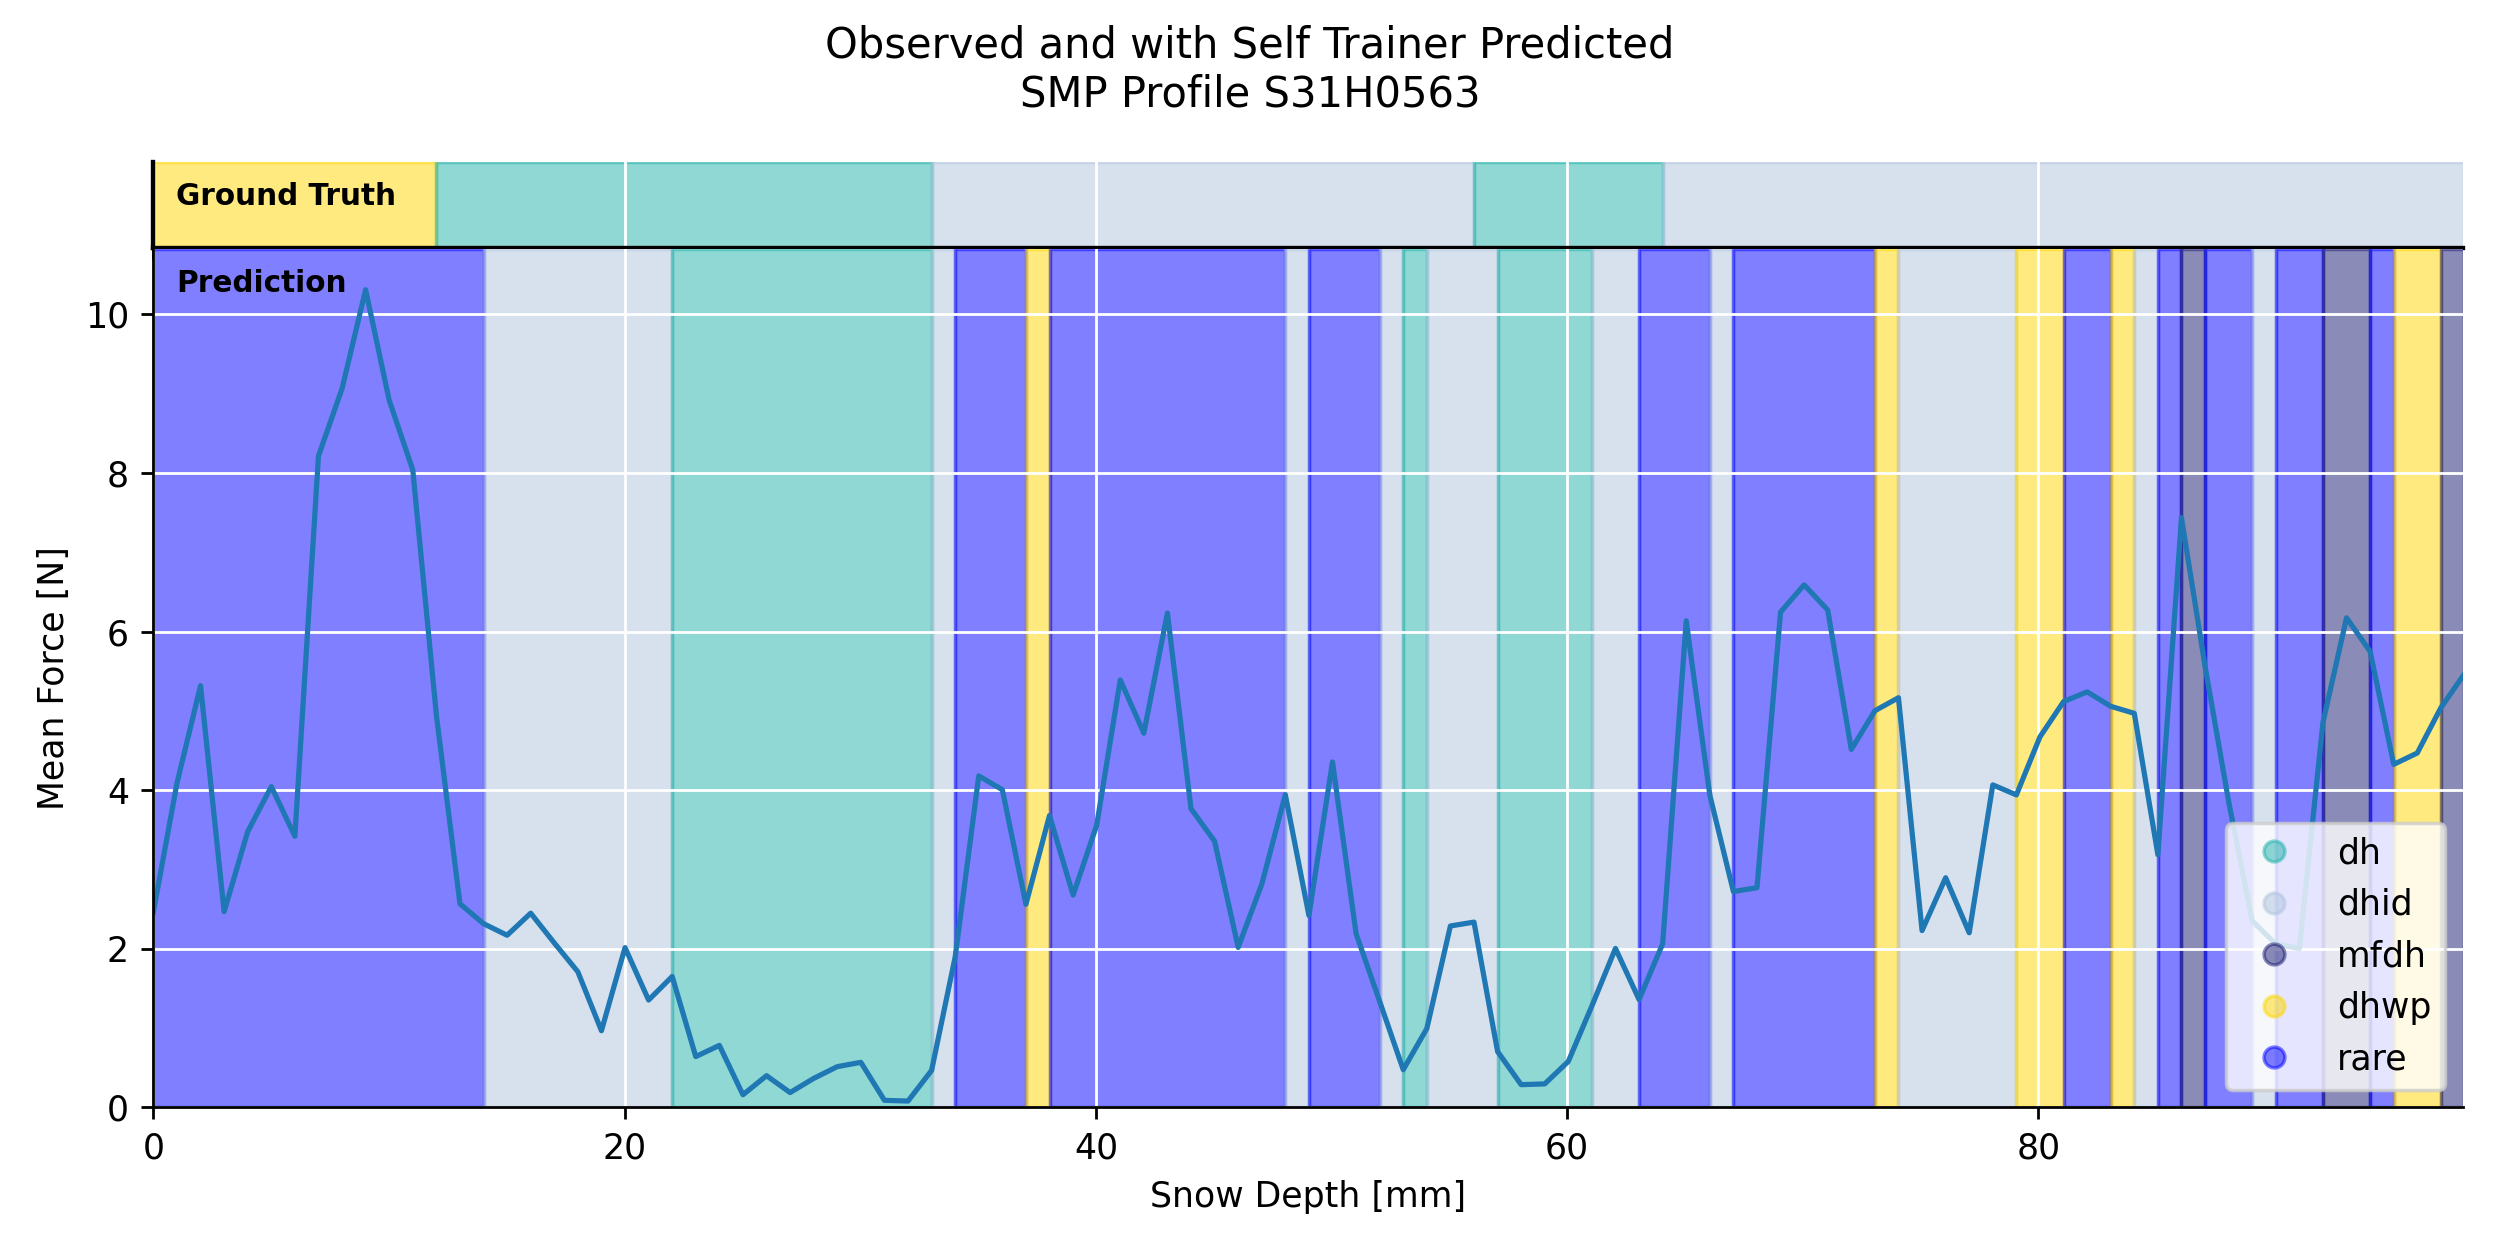 Observed and with Self Trainer Predicted
SMP Profile S31H0563
Ground Truth
Prediction
10
8
6
4
2
0
Mean Force [N]
dh
dhid
mfdh
dhwp
rare
0 20 40 60 80
Snow Depth [mm]